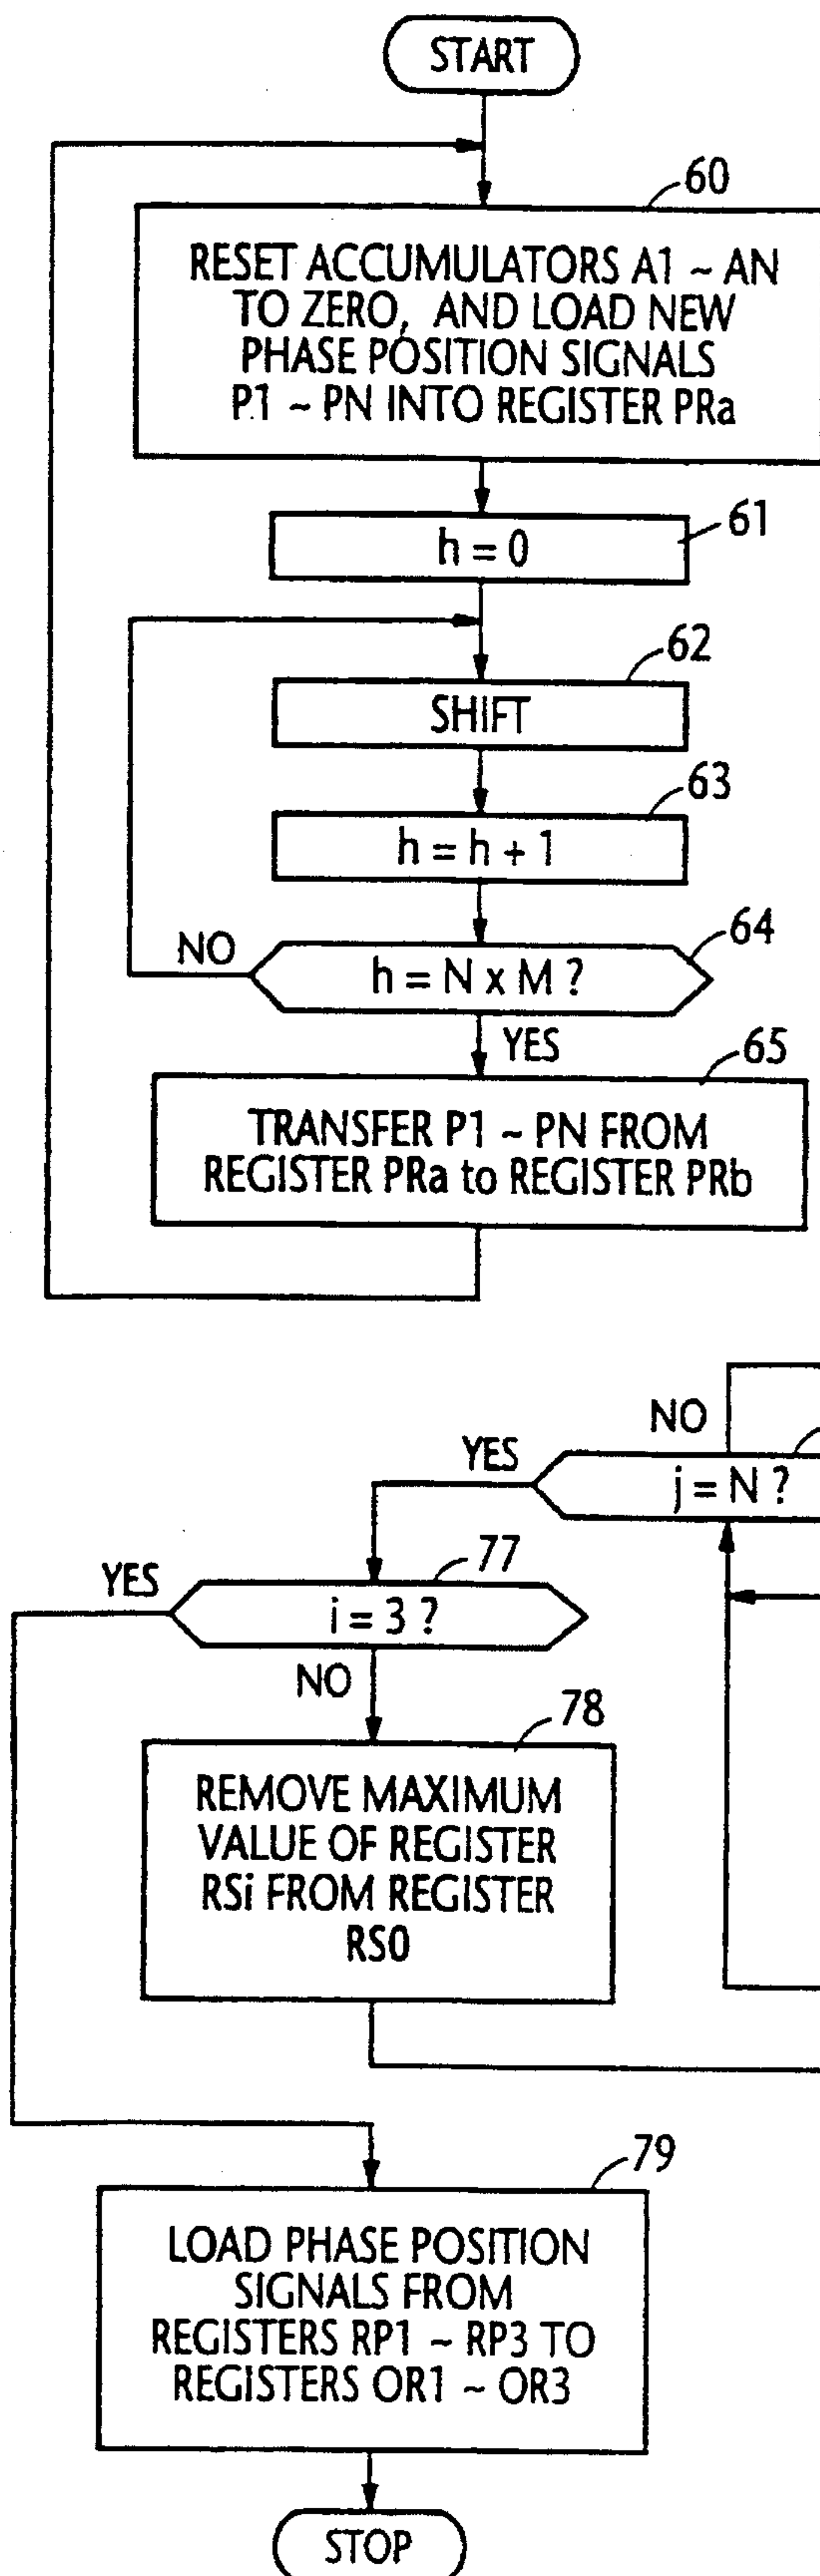 START
60
RESET ACCUMULATORS A1 ~ AN
TO ZERO, AND LOAD NEW
PHASE POSITION SIGNALS
P1 ~ PN INTO REGISTER PRa
61
h = 0
62
SHIFT
63
h = h + 1
64
NO
h = N x M ?
YES
65
TRANSFER P1 ~ PN FROM
REGISTER PRa to REGISTER PRb
NO
YES
j = N ?
77
YES
i = 3 ?
NO
78
REMOVE MAXIMUM
VALUE OF REGISTER
RSi FROM REGISTER
RS0
79
LOAD PHASE POSITION
SIGNALS FROM
REGISTERS RP1 ~ RP3 TO
REGISTERS OR1 ~ OR3
STOP